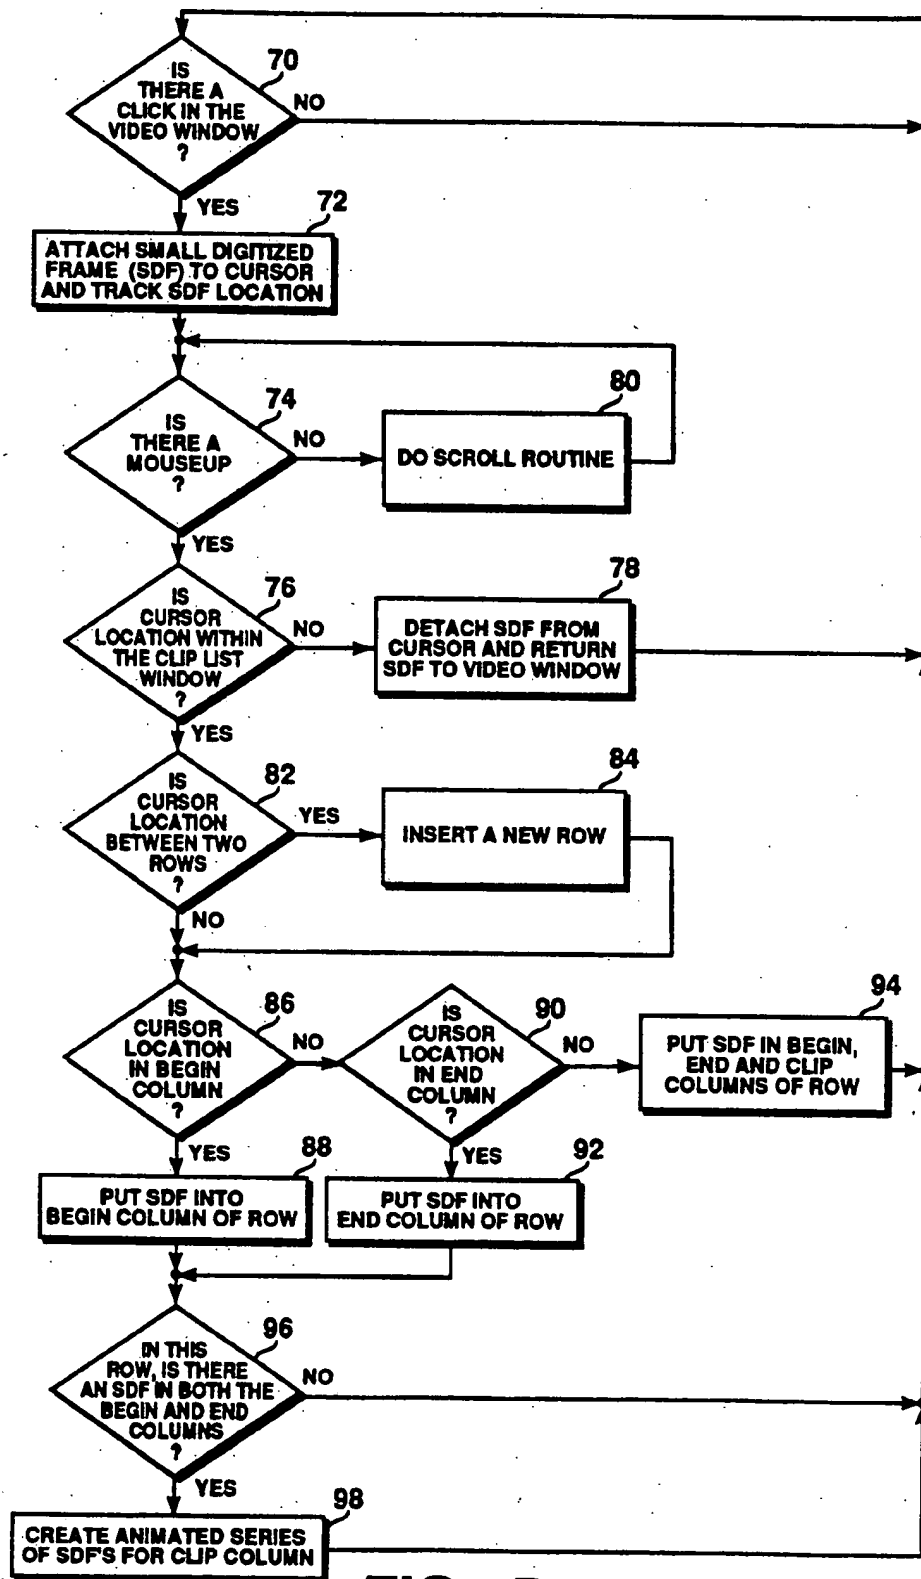 70
IS
THERE A
CLICK IN THE
VIDEO WINDOW
?
NO
YES
72
ATTACH SMALL DIGITIZED
FRAME (SDF) TO CURSOR
AND TRACK SDF LOCATION
74
IS
THERE A
MOUSEUP
?
NO
80
DO SCROLL ROUTINE
YES
76
IS
CURSOR
LOCATION WITHIN
THE CLIP LIST
WINDOW
?
NO
78
DETACH SDF FROM
CURSOR AND RETURN
SDF TO VIDEO WINDOW
YES
82
IS
CURSOR
LOCATION
BETWEEN TWO
ROWS
?
YES
84
INSERT A NEW ROW
NO
86
IS
CURSOR
LOCATION
IN BEGIN
COLUMN
?
NO
90
IS
CURSOR
LOCATION
IN END
COLUMN
?
NO
94
PUT SDF IN BEGIN,
END AND CLIP
COLUMNS OF ROW
YES
88
PUT SDF INTO
BEGIN COLUMN OF ROW
YES
92
PUT SDF INTO
END COLUMN OF ROW
96
IN THIS
ROW, IS THERE
AN SDF IN BOTH THE
BEGIN AND END
COLUMNS
?
NO
YES
98
CREATE ANIMATED SERIES
OF SDF'S FOR CLIP COLUMN